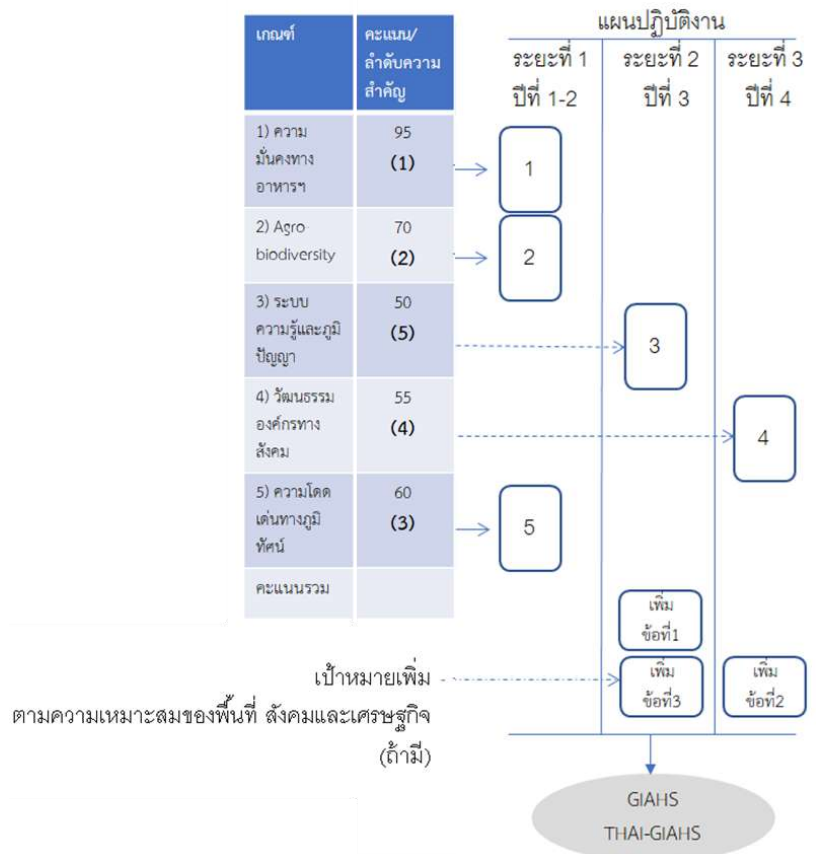 แผนปฏิบัติงาน
เกณฑ์
คะแนน/
ลำดับความ
สำคัญ
ระยะที่ 1
ปีที่ 1-2
ระยะที่ 2
ปีที่ 3
ระยะที่ 3
ปีที่ 4
1) ความ
มั่นคงทาง
อาหารฯ
95
(1)
1
2) Agro
biodiversity
70
(2)
2
3) ระบบ
ความรู้และภูมิ
ปัญญา
50
(5)
3
4) วัฒนธรรม
องค์กรทาง
สังคม
55
(4)
4
5) ความโดด
เด่นทางภูมิ
ทัศน์
60
(3)
5
คะแนนรวม
เพิ่ม
ข้อที่1
เป้าหมายเพิ่ม
ตามความเหมาะสมของพื้นที่ สังคมและเศรษฐกิจ
(ถ้ามี)
เพิ่ม
ข้อที่3
เพิ่ม
ข้อที่2
GIAHS
THAI-GIAHS